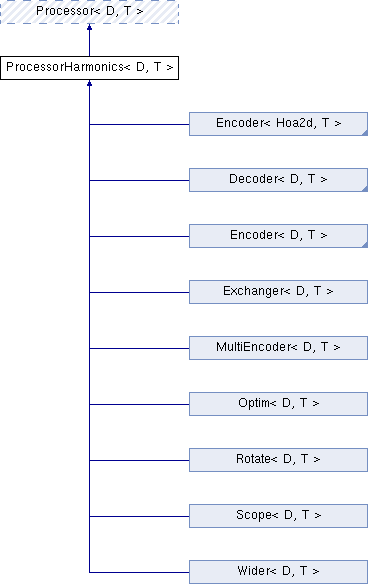 Processor< D, T >
ProcessorHarmonics< D, T >
Encoder< Hoa2d, T >
Decoder< D, T >
Encoder< D, T >
Exchanger< D, T >
MultiEncoder< D, T >
Optim< D, T >
Rotate< D, T >
Scope< D, T >
Wider< D, T >